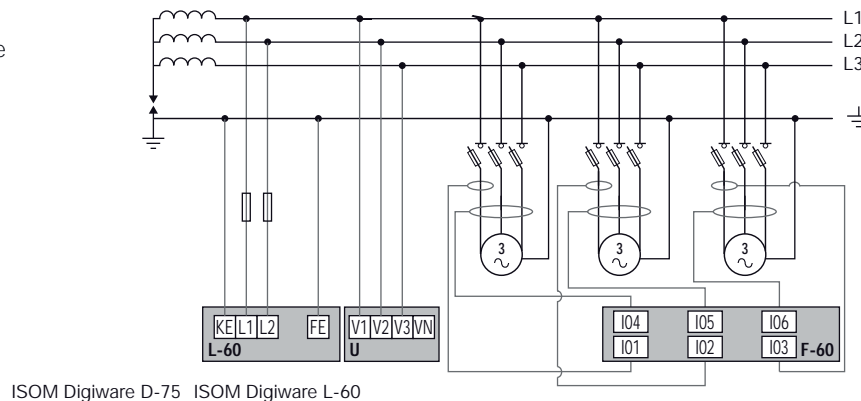 L1
L2
L3
e
3
3
3
KE L1 L2 FE
V1 V2 V3 VN
I04 I05 I06
I01 I02 I03
L-60
U
F-60
ISOM Digiware D-75 ISOM Digiware L-60